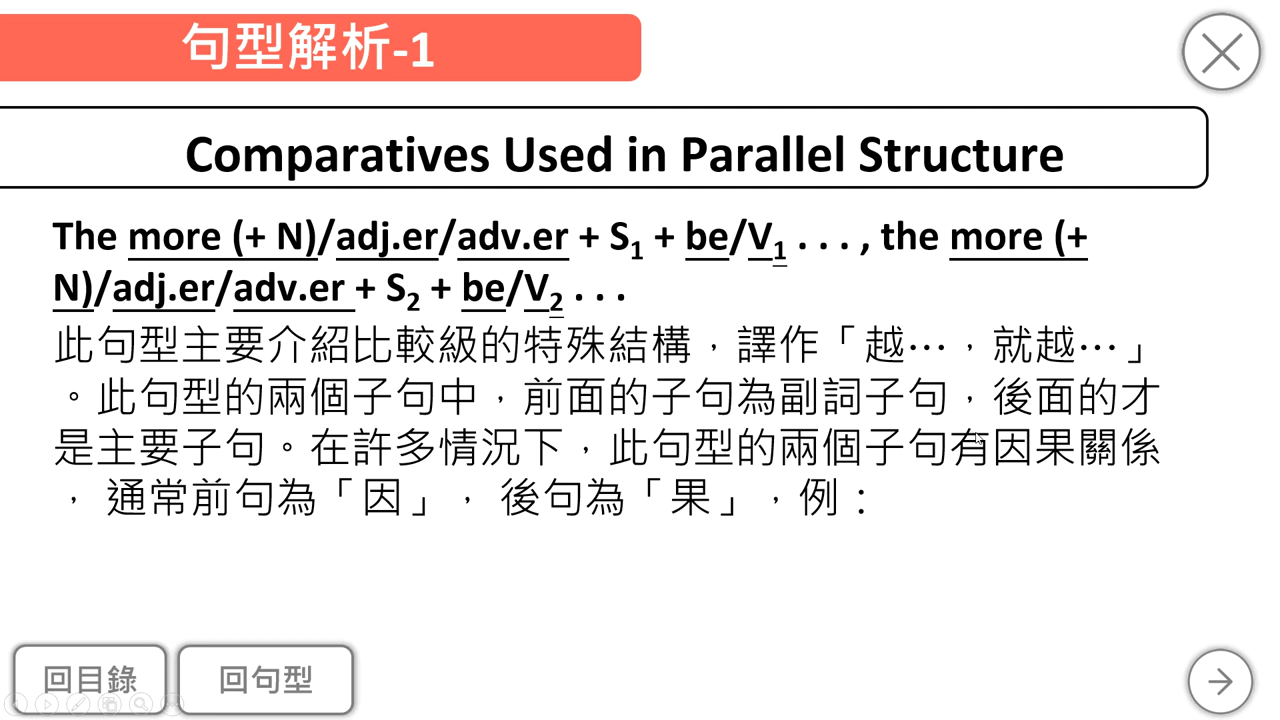 句型解析-1
Comparatives Used in Parallel Structure
The more (+ N)/adj.er/adv.er + S₁ + be/V₁ . . . , the more (+
N)/adj.er/adv.er + S₂ + be/V₂ . . .
此句型主要介紹比較級的特殊結構，譯作「越…，就越…」
。此句型的兩個子句中，前面的子句為副詞子句，後面的才
是主要子句。在許多情況下，此句型的兩個子句有因果關係
， 通常前句為「因」， 後句為「果」，例：
回目錄 回句型